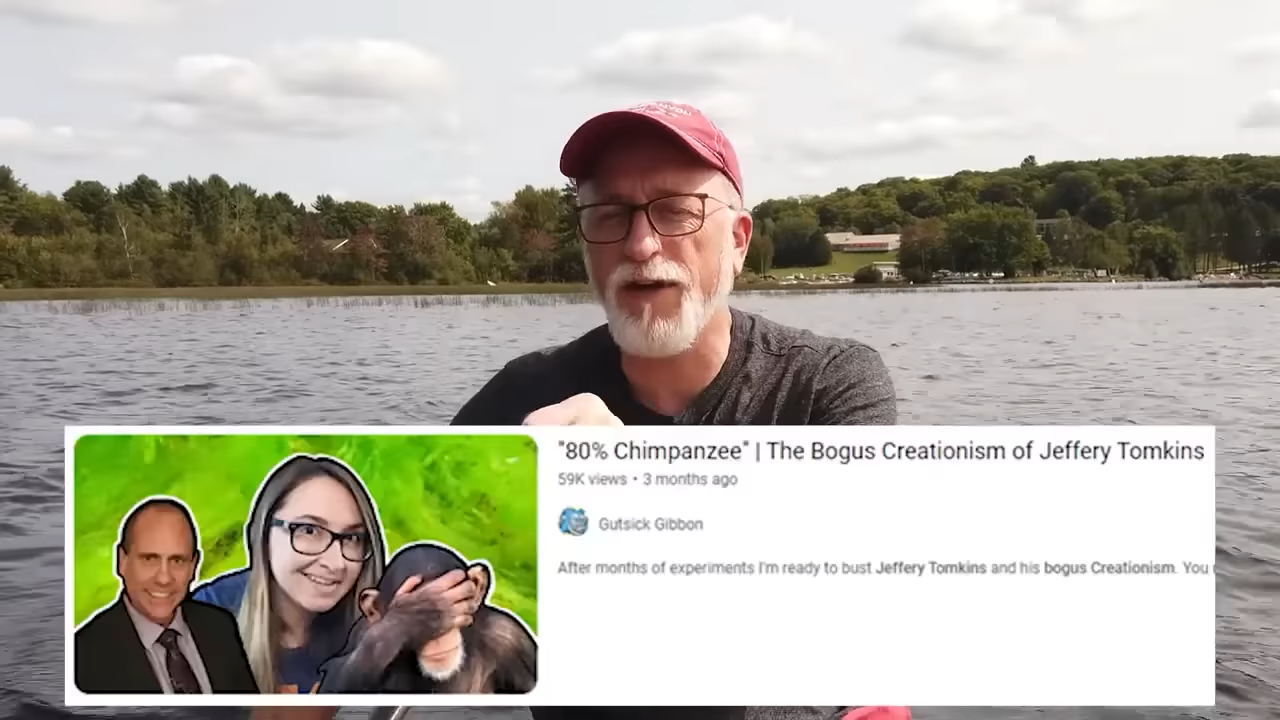 "80% Chimpanzee" | The Bogus Creationism of Jeffery Tomkins
59K views • 3 months ago
Gutsick Gibbon
After months of experiments I'm ready to bust Jeffery Tomkins and his bogus Creationism. You